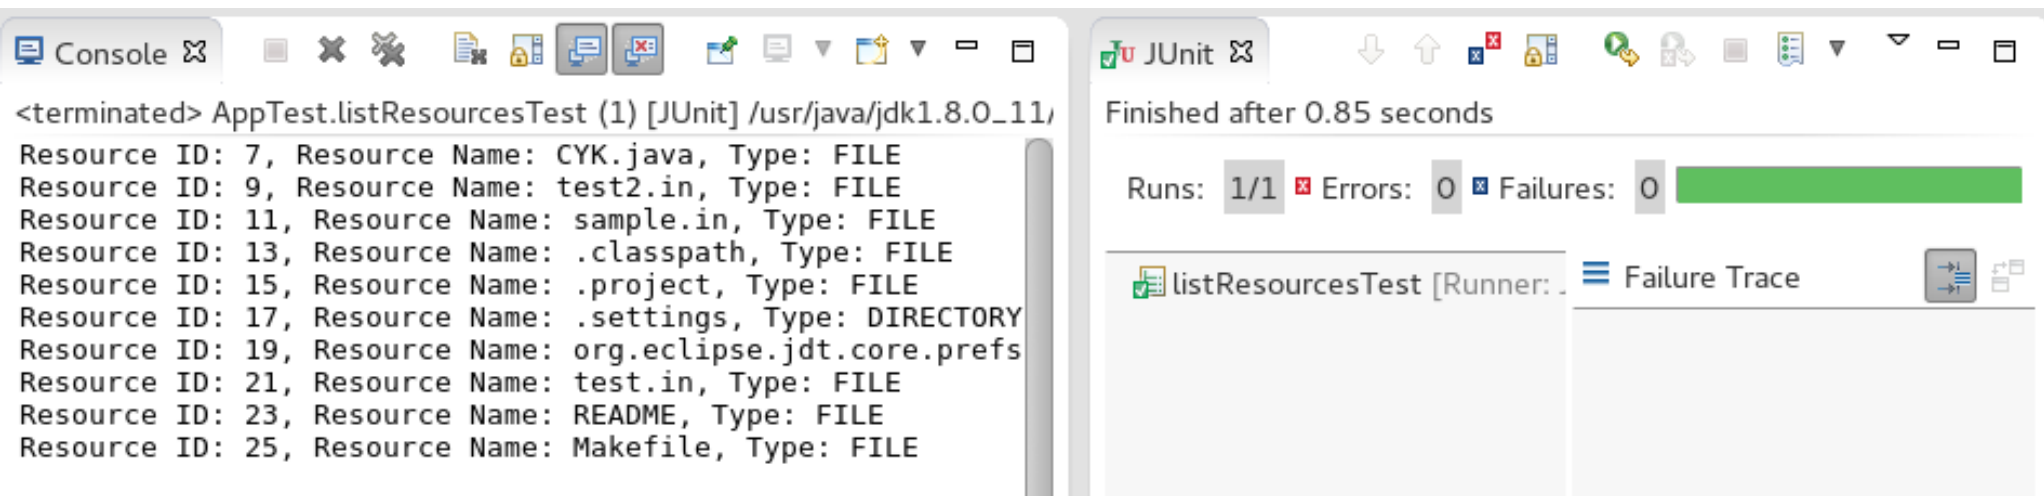 Console
<terminated> AppTest.listResourcesTest (1) [JUnit] /usr/java/jdk1.8.0_11/
Resource ID: 7, Resource Name: CYK.java, Type: FILE
Resource ID: 9, Resource Name: test2.in, Type: FILE
Resource ID: 11, Resource Name: sample.in, Type: FILE
Resource ID: 13, Resource Name: .classpath, Type: FILE
Resource ID: 15, Resource Name: .project, Type: FILE
Resource ID: 17, Resource Name: .settings, Type: DIRECTORY
Resource ID: 19, Resource Name: org.eclipse.jdt.core.prefs
Resource ID: 21, Resource Name: test.in, Type: FILE
Resource ID: 23, Resource Name: README, Type: FILE
Resource ID: 25, Resource Name: Makefile, Type: FILE
JUnit
Finished after 0.85 seconds
Runs: 1/1 Errors: 0 Failures: 0
listResourcesTest [Runner:
Failure Trace